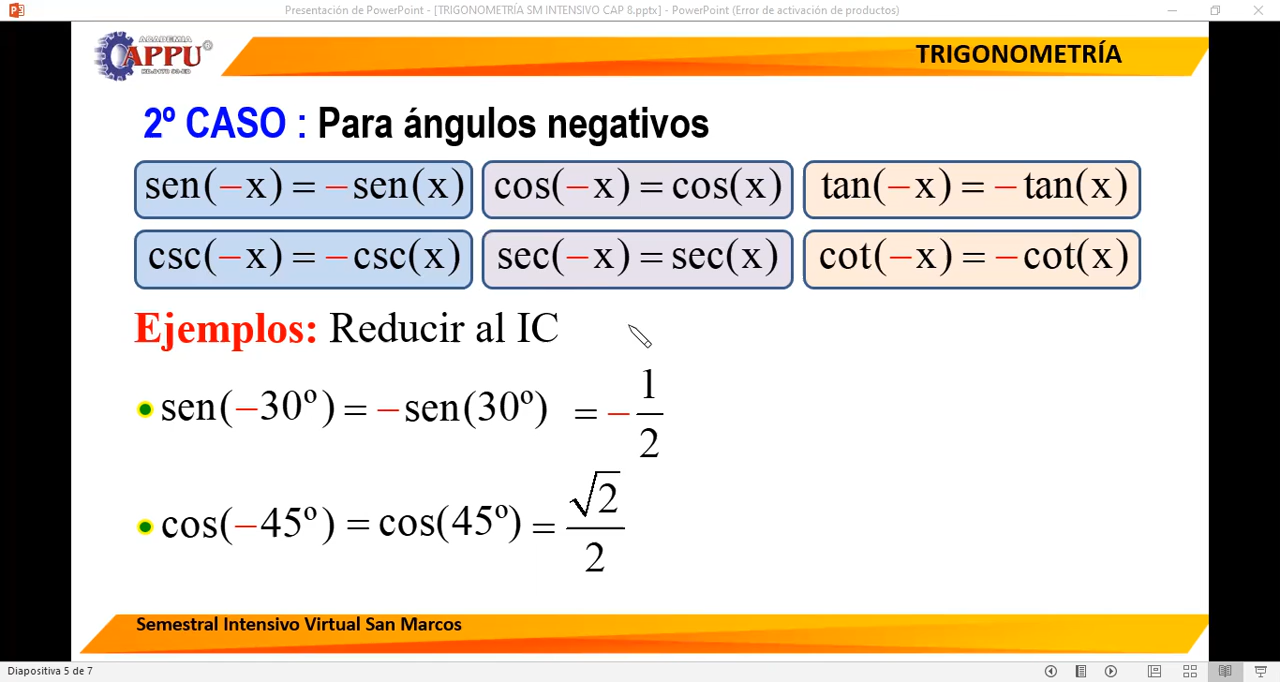 Presentación de PowerPoint - [TRIGONOMETRÍA SM INTENSIVO CAP 8.pptx] - PowerPoint (Error de activación de productos)
ACADEMIA
APPU
TRIGONOMETRÍA
2º CASO : Para ángulos negativos
sen(−x) = − sen(x) cos(−x) = cos(x) tan(−x) = − tan(x)
csc(−x) = − csc(x) sec(−x) = sec(x) cot(−x) = − cot(x)
Ejemplos: Reducir al IC
sen(−30º) = − sen(30º) = − 1/2
cos(−45º) = cos(45º) = √2/2
Semestral Intensivo Virtual San Marcos
Diapositiva 5 de 7